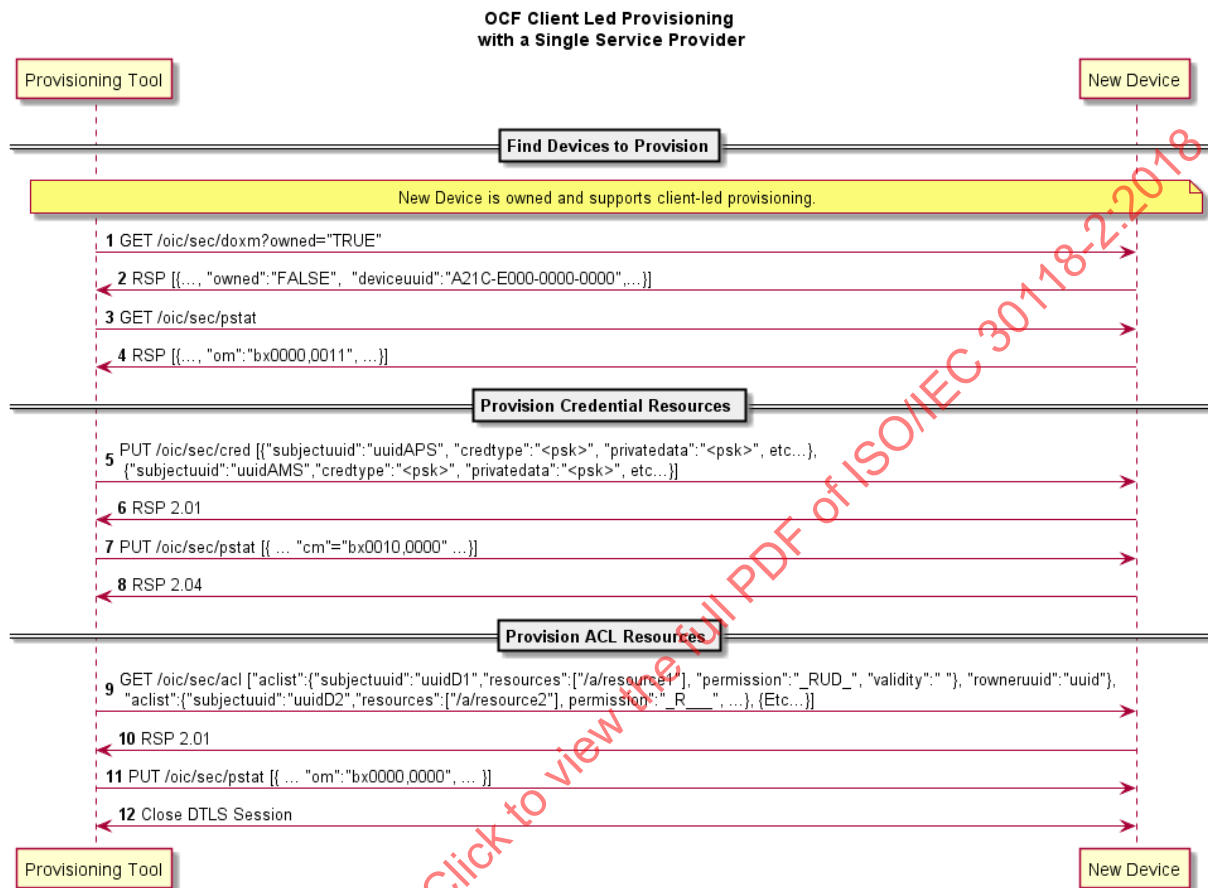 OCF Client Led Provisioning
with a Single Service Provider
Provisioning Tool
New Device
Find Devices to Provision
New Device is owned and supports client-led provisioning.
1 GET /oic/sec/doxm?owned="TRUE"
2 RSP [{..., "owned":"FALSE",  "deviceuuid":"A21C-E000-0000-0000",...}]
3 GET /oic/sec/pstat
4 RSP [{..., "om":"bx0000,0011", ...}]
Provision Credential Resources
5 PUT /oic/sec/cred [{"subjectuuid":"uuidAPS", "credtype":"<psk>", "privatedata":"<psk>", etc...},
{"subjectuuid":"uuidAMS","credtype":"<psk>", "privatedata":"<psk>", etc...}]
6 RSP 2.01
7 PUT /oic/sec/pstat [{ ... "cm"="bx0010,0000" ...}]
8 RSP 2.04
Provision ACL Resources
9 GET /oic/sec/acl ["aclist":{"subjectuuid":"uuidD1","resources":["/a/resource1"], "permission":"_RUD_", "validity":" "}, "rowneruuid":"uuid"},
"aclist":{"subjectuuid":"uuidD2","resources":["/a/resource2"], permission":"_R___", ...}, {Etc...}]
10 RSP 2.01
11 PUT /oic/sec/pstat [{ ... "om":"bx0000,0000", ... }]
12 Close DTLS Session
Provisioning Tool
New Device
Click to view the full PDF of ISO/IEC 30118-2:2018